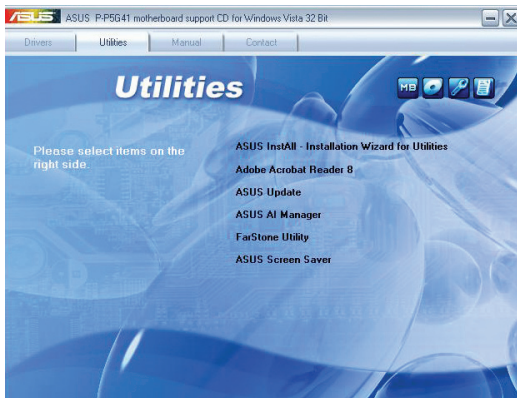 ASUS ASUS P-P5G41 motherboard support CD for Windows Vista 32 Bit
Drivers Utilities Manual Contact
Utilities
MB
Please select items on the
right side.
ASUS InstAll - Installation Wizard for Utilities
Adobe Acrobat Reader 8
ASUS Update
ASUS AI Manager
FarStone Utility
ASUS Screen Saver